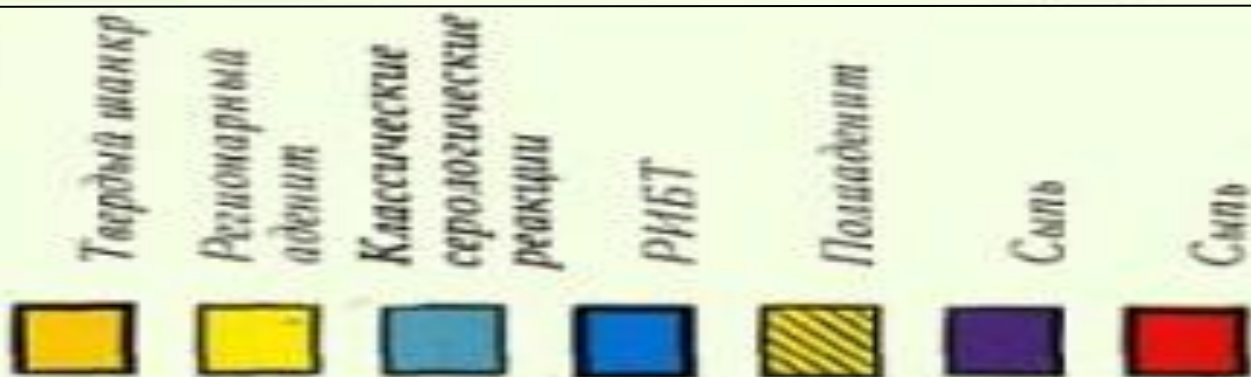 Твердый шанкр
Регионарный
аденит
Классические
серологические
реакции
РИБТ
Полиаденит
Сыпь
Сыпь